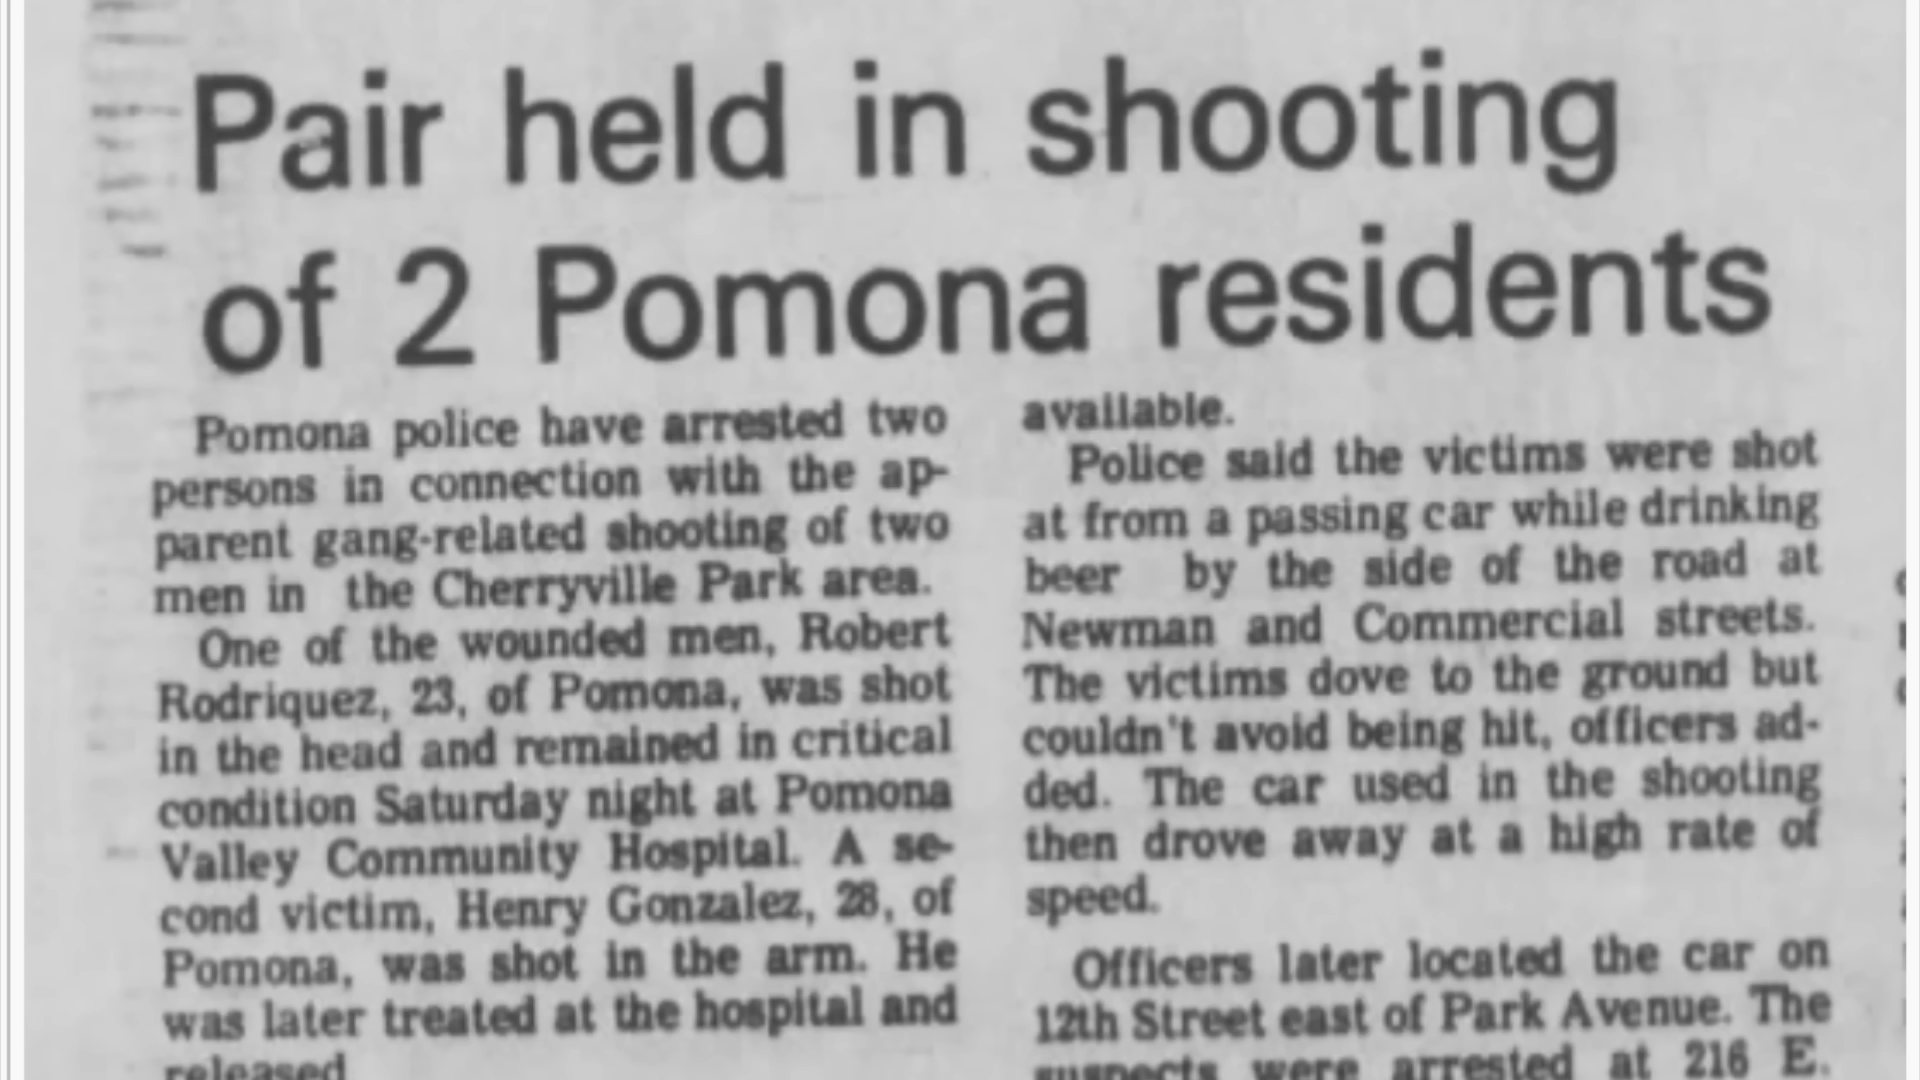 Pair held in shooting
of 2 Pomona residents
Pomona police have arrested two
persons in connection with the ap-
parent gang-related shooting of two
men in the Cherryville Park area.
One of the wounded men, Robert
Rodriquez, 23, of Pomona, was shot
in the head and remained in critical
condition Saturday night at Pomona
Valley Community Hospital. A se-
cond victim, Henry Gonzalez, 28, of
Pomona, was shot in the arm. He
was later treated at the hospital and
released
available.
Police said the victims were shot
at from a passing car while drinking
beer by the side of the road at
Newman and Commercial streets.
The victims dove to the ground but
couldn't avoid being hit, officers ad-
ded. The car used in the shooting
then drove away at a high rate of
speed.
Officers later located the car on
12th Street east of Park Avenue. The
suspects were arrested at 216 E.